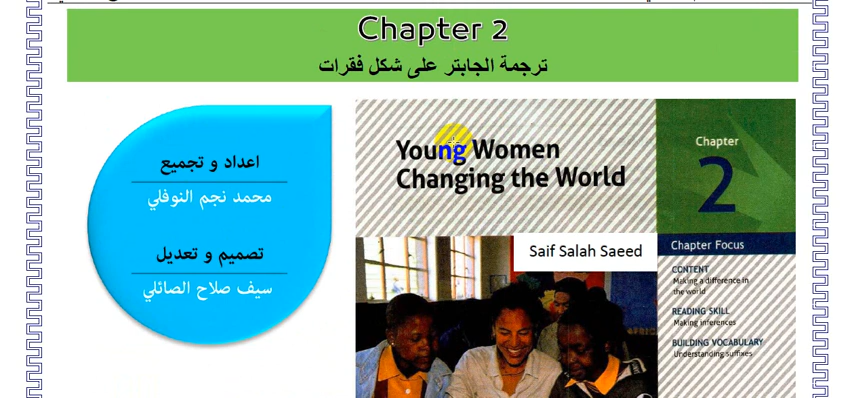 Chapter 2
ترجمة الجابتر على شكل فقرات
اعداد و تجميع
محمد نجم النوفلي
تصميم و تعديل
سيف صلاح الصائلي
Young Women
Changing the World
Saif Salah Saeed
Chapter
2
Chapter Focus
CONTENT
Making a difference in
the world
READING SKILL
Making inferences
BUILDING VOCABULARY
Understanding suffixes